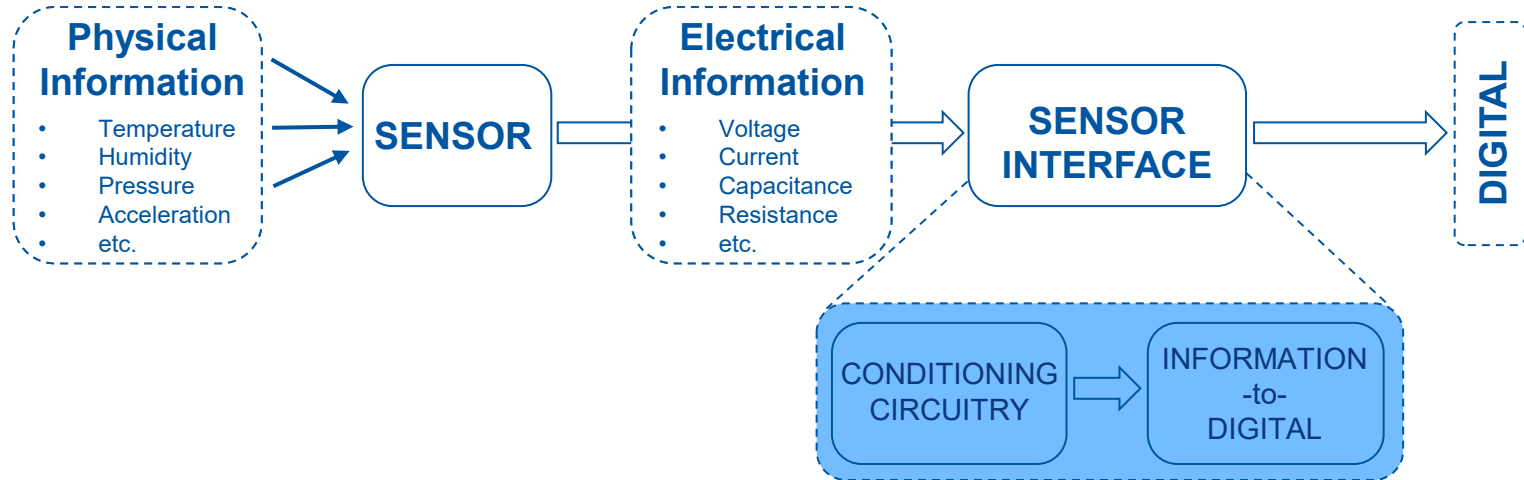 Physical
Information
• Temperature
• Humidity
• Pressure
• Acceleration
• etc.
SENSOR
Electrical
Information
• Voltage
• Current
• Capacitance
• Resistance
• etc.
SENSOR
INTERFACE
DIGITAL
CONDITIONING
CIRCUITRY
INFORMATION
-to-
DIGITAL